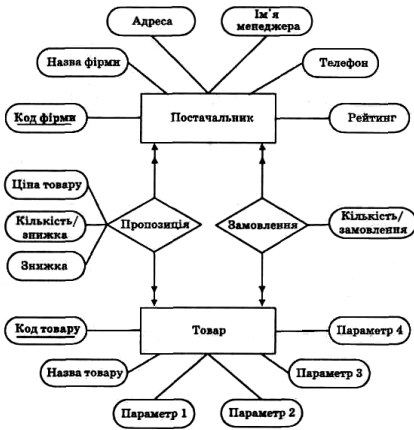 Адреса
Ім'я
менеджера
Назва фірми
Телефон
Код фірми
Постачальник
Рейтинг
Ціна товару
Кількість/
знижка
Пропозиція
Замовлення
Кількість/
замовлення
Знижка
Код товару
Товар
Параметр 4
Назва товару
Параметр 3
Параметр 1
Параметр 2